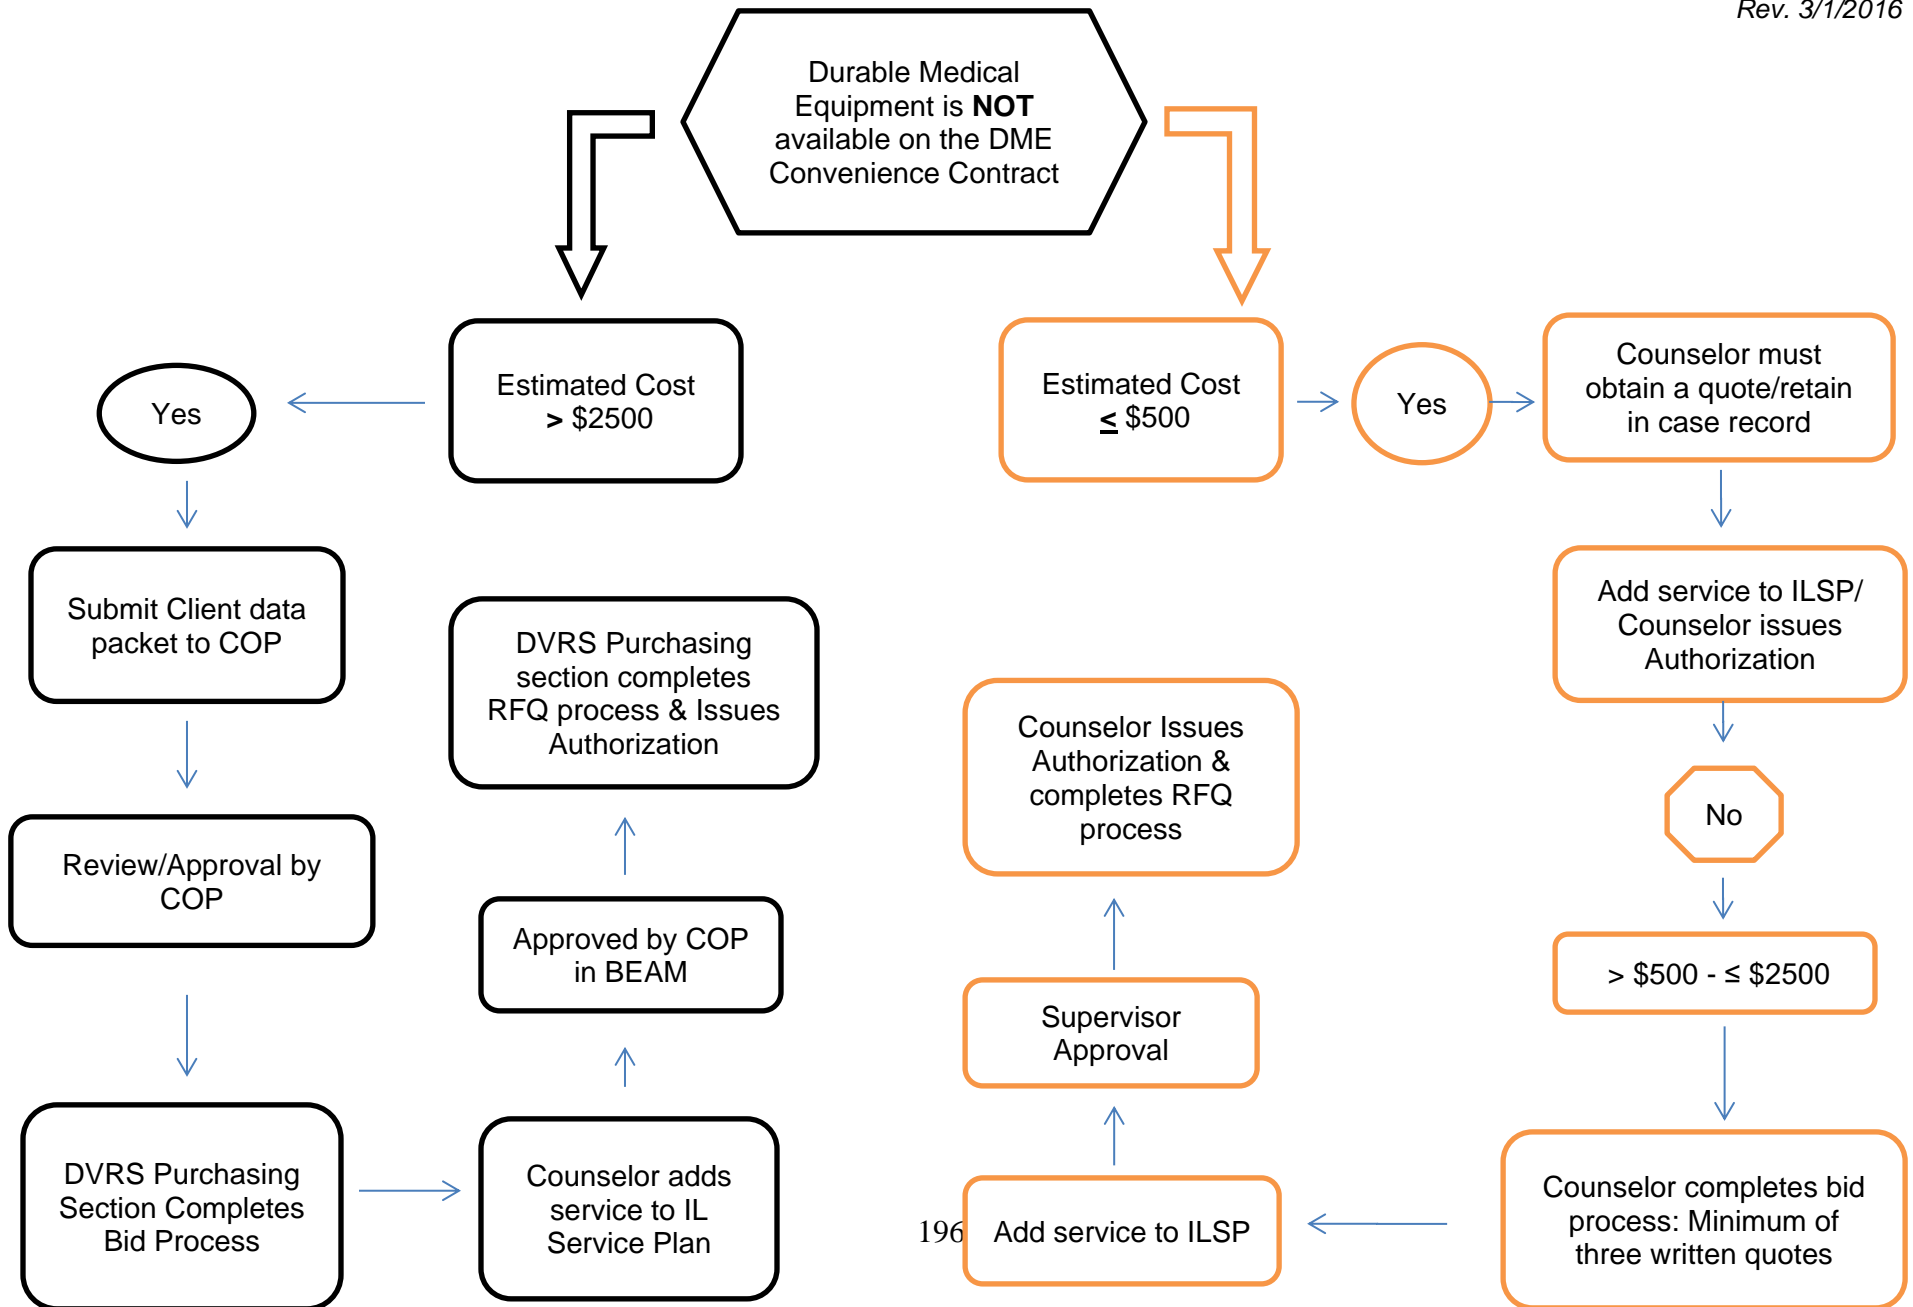 Rev. 3/1/2016
Durable Medical
Equipment is NOT
available on the DME
Convenience Contract
Estimated Cost
> $2500
Yes
Submit Client data
packet to COP
Review/Approval by
COP
DVRS Purchasing
Section Completes
Bid Process
Counselor adds
service to IL
Service Plan
Approved by COP
in BEAM
DVRS Purchasing
section completes
RFQ process & Issues
Authorization
Estimated Cost
≤ $500
Yes
Counselor must
obtain a quote/retain
in case record
Add service to ILSP/
Counselor issues
Authorization
No
> $500 - ≤ $2500
Counselor completes bid
process: Minimum of
three written quotes
Add service to ILSP
Supervisor
Approval
Counselor Issues
Authorization &
completes RFQ
process
196